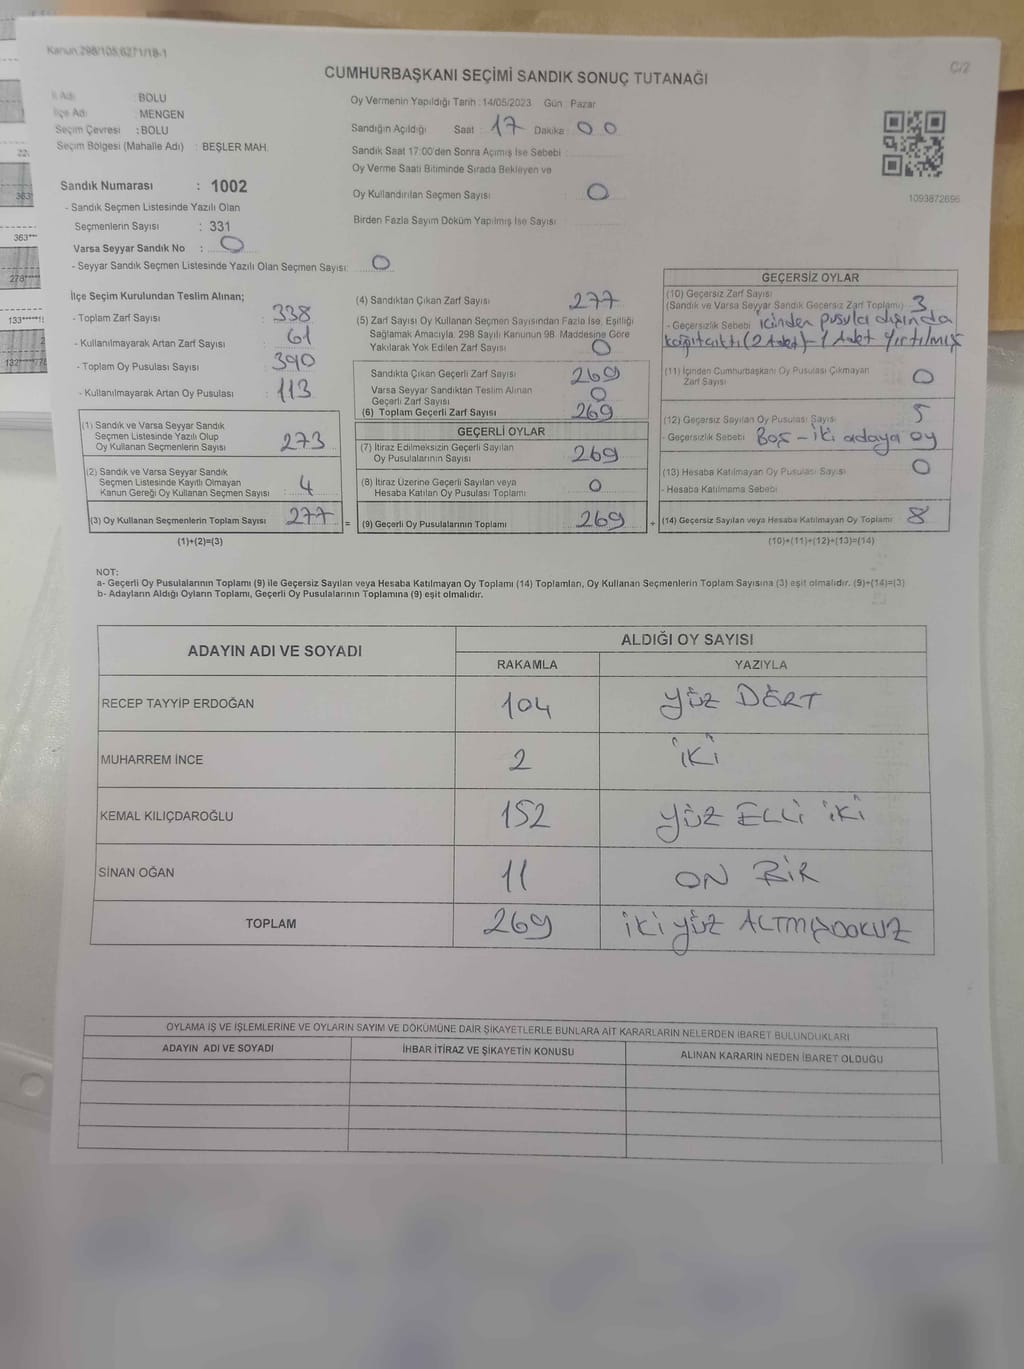 Kanun 298/105,6271/18-1
C/2
CUMHURBAŞKANI SEÇİMİ SANDIK SONUÇ TUTANAĞI
İl Adı : BOLU
İlçe Adı : MENGEN
Seçim Çevresi : BOLU
Seçim Bölgesi (Mahalle Adı) : BEŞLER MAH.
Sandık Numarası : 1002
- Sandık Seçmen Listesinde Yazılı Olan
Seçmenlerin Sayısı : 331
Varsa Seyyar Sandık No : 0
- Seyyar Sandık Seçmen Listesinde Yazılı Olan Seçmen Sayısı: 0
Oy Vermenin Yapıldığı Tarih : 14/05/2023 Gün : Pazar
Sandığın Açıldığı Saat : 17 Dakika : 00
Sandık Saat 17:00'den Sonra Açılmış İse Sebebi :
Oy Verme Saati Bitiminde Sırada Bekleyen ve
Oy Kullandırılan Seçmen Sayısı : 0
Birden Fazla Sayım Döküm Yapılmış İse Sayısı :
1093872696
İlçe Seçim Kurulundan Teslim Alınan;
- Toplam Zarf Sayısı : 338
- Kullanılmayarak Artan Zarf Sayısı : 61
- Toplam Oy Pusulası Sayısı : 390
- Kullanılmayarak Artan Oy Pusulası : 113
(1) Sandık ve Varsa Seyyar Sandık
Seçmen Listesinde Yazılı Olup
Oy Kullanan Seçmenlerin Sayısı : 273
(2) Sandık ve Varsa Seyyar Sandık
Seçmen Listesinde Kayıtlı Olmayan
Kanun Gereği Oy Kullanan Seçmen Sayısı : 4
(3) Oy Kullanan Seçmenlerin Toplam Sayısı : 277 =
(1)+(2)=(3)
(4) Sandıktan Çıkan Zarf Sayısı 277
(5) Zarf Sayısı Oy Kullanan Seçmen Sayısından Fazla İse, Eşitliği
Sağlamak Amacıyla, 298 Sayılı Kanunun 98. Maddesine Göre
Yakılarak Yok Edilen Zarf Sayısı 0
Sandıkta Çıkan Geçerli Zarf Sayısı 269
Varsa Seyyar Sandıktan Teslim Alınan
Geçerli Zarf Sayısı 0
(6) Toplam Geçerli Zarf Sayısı 269
GEÇERLİ OYLAR
(7) İtiraz Edilmeksizin Geçerli Sayılan
Oy Pusulalarının Sayısı 269
(8) İtiraz Üzerine Geçerli Sayılan veya
Hesaba Katılan Oy Pusulası Toplamı 0
(9) Geçerli Oy Pusulalarının Toplamı 269 +
GEÇERSİZ OYLAR
(10) Geçersiz Zarf Sayısı
(Sandık ve Varsa Seyyar Sandık Geçersiz Zarf Toplamı) 3
- Geçersizlik Sebebi içinden pusula dışında
kağıt çıktı (2 Adet) - 1 Adet Yırtılmış
(11) İçinden Cumhurbaşkanı Oy Pusulası Çıkmayan
Zarf Sayısı 0
(12) Geçersiz Sayılan Oy Pusulası Sayısı 5
- Geçersizlik Sebebi Boş - iki adaya oy
(13) Hesaba Katılmayan Oy Pusulası Sayısı 0
- Hesaba Katılmama Sebebi
(14) Geçersiz Sayılan veya Hesaba Katılmayan Oy Toplamı 8
(10)+(11)+(12)+(13)=(14)
NOT:
a- Geçerli Oy Pusulalarının Toplamı (9) ile Geçersiz Sayılan veya Hesaba Katılmayan Oy Toplamı (14) Toplamları, Oy Kullanan Seçmenlerin Toplam Sayısına (3) eşit olmalıdır. (9)+(14)=(3)
b- Adayların Aldığı Oyların Toplamı, Geçerli Oy Pusulalarının Toplamına (9) eşit olmalıdır.
ADAYIN ADI VE SOYADI ALDIĞI OY SAYISI
RAKAMLA YAZIYLA
RECEP TAYYİP ERDOĞAN 104 yüz DÖRT
MUHARREM İNCE 2 iKi
KEMAL KILIÇDAROĞLU 152 yüz ELLi iKi
SİNAN OĞAN 11 ON BİR
TOPLAM 269 iki yüz ALTMIŞDOKUZ
OYLAMA İŞ VE İŞLEMLERİNE VE OYLARIN SAYIM VE DÖKÜMÜNE DAİR ŞİKAYETLERLE BUNLARA AİT KARARLARIN NELERDEN İBARET BULUNDUKLARI
ADAYIN ADI VE SOYADI İHBAR İTİRAZ VE ŞİKAYETİN KONUSU ALINAN KARARIN NEDEN İBARET OLDUĞU